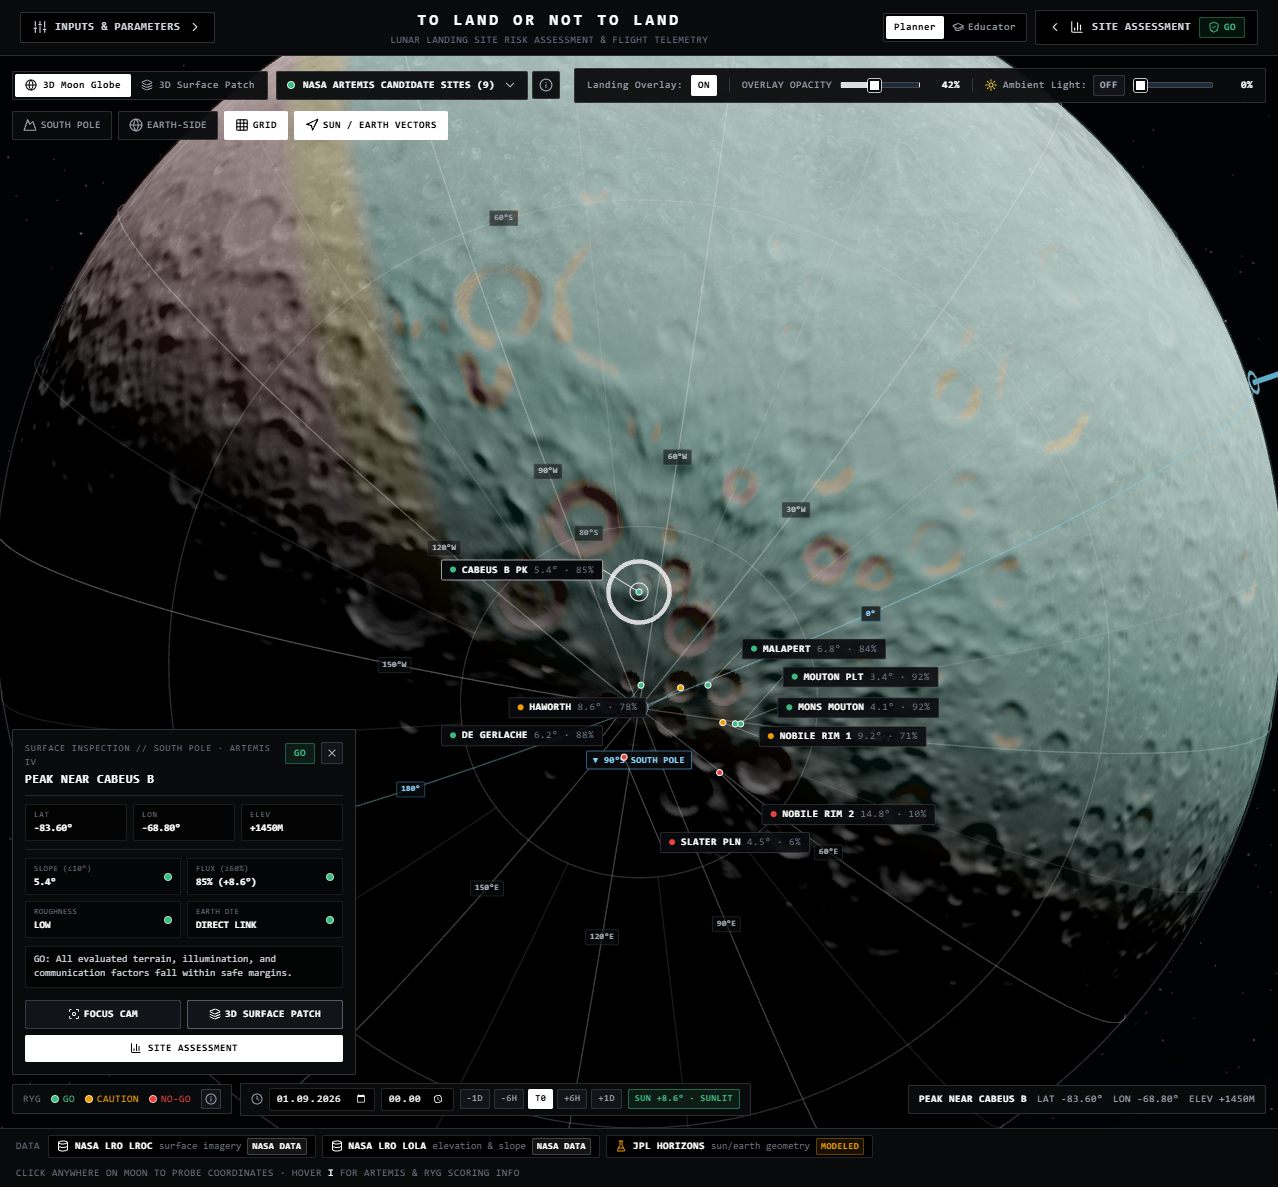 INPUTS & PARAMETERS
TO LAND OR NOT TO LAND
LUNAR LANDING SITE RISK ASSESSMENT & FLIGHT TELEMETRY
Planner
Educator
SITE ASSESSMENT
GO
3D Moon Globe
3D Surface Patch
NASA ARTEMIS CANDIDATE SITES (9)
Landing Overlay:
ON
OVERLAY OPACITY
42%
Ambient Light:
OFF
0%
SOUTH POLE
EARTH-SIDE
GRID
SUN / EARTH VECTORS
60°S
90°W
60°W
30°W
80°S
120°W
CABEUS B PK 5.4° · 85%
0°
MALAPERT 6.8° · 84%
150°W
MOUTON PLT 3.4° · 92%
HAWORTH 8.6° · 78%
MONS MOUTON 4.1° · 92%
DE GERLACHE 6.2° · 88%
NOBILE RIM 1 9.2° · 71%
▼ 90°S SOUTH POLE
180°
NOBILE RIM 2 14.8° · 10%
SLATER PLN 4.5° · 6%
60°E
150°E
90°E
120°E
SURFACE INSPECTION // SOUTH POLE · ARTEMIS
IV
GO
PEAK NEAR CABEUS B
LAT
-83.60°
LON
-68.80°
ELEV
+1450M
SLOPE (≤10°)
5.4°
FLUX (≥60%)
85% (+8.6°)
ROUGHNESS
LOW
EARTH DTE
DIRECT LINK
GO: All evaluated terrain, illumination, and
communication factors fall within safe margins.
FOCUS CAM
3D SURFACE PATCH
SITE ASSESSMENT
RYG
GO
CAUTION
NO-GO
01.09.2026
00.00
-1D
-6H
T0
+6H
+1D
SUN +8.6° · SUNLIT
PEAK NEAR CABEUS B LAT -83.60° LON -68.80° ELEV +1450M
DATA
NASA LRO LROC surface imagery NASA DATA
NASA LRO LOLA elevation & slope NASA DATA
JPL HORIZONS sun/earth geometry MODELED
CLICK ANYWHERE ON MOON TO PROBE COORDINATES · HOVER I FOR ARTEMIS & RYG SCORING INFO